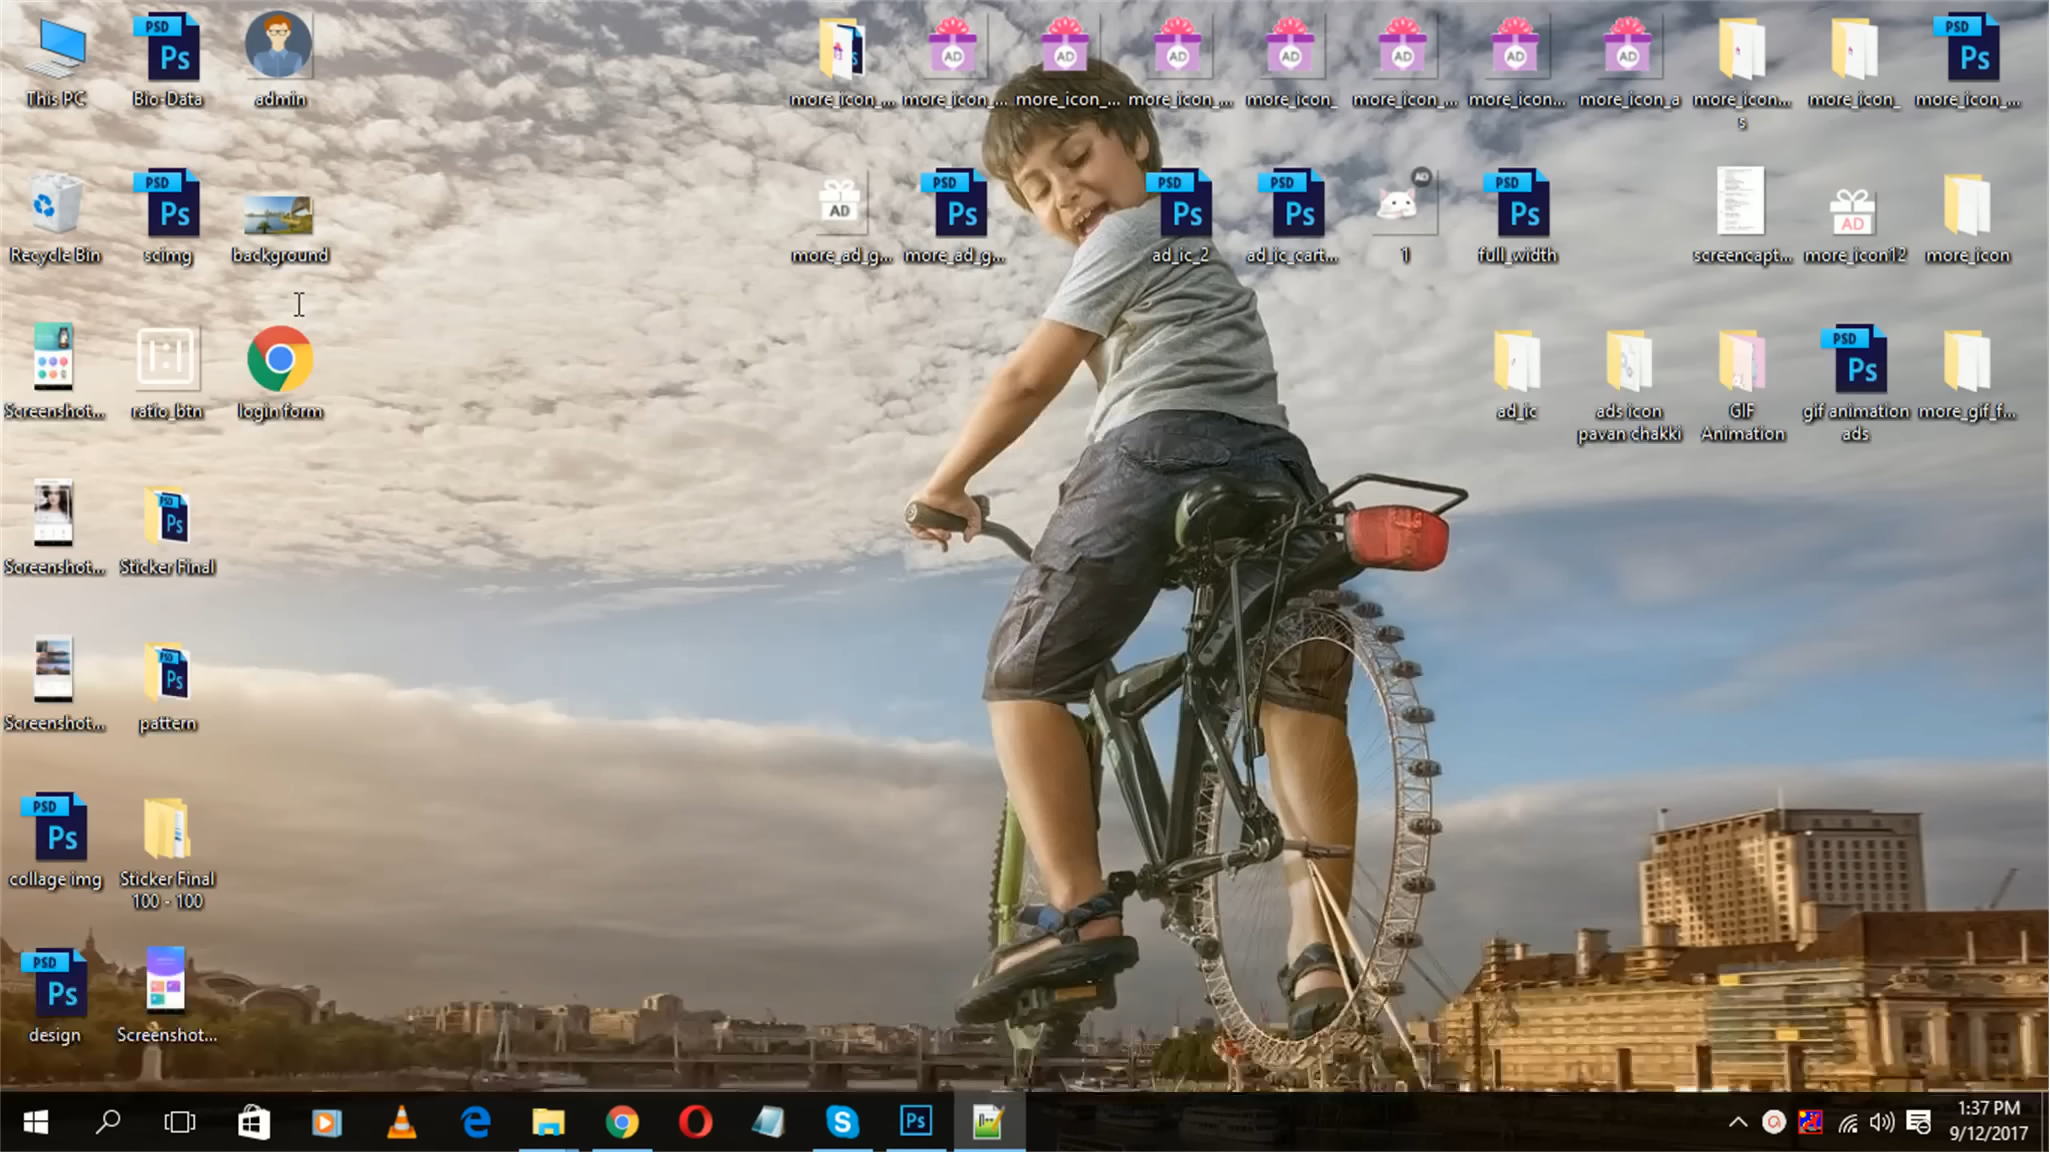 This PC
Bio-Data
admin
more_icon_...
more_icon_...
more_icon_...
more_icon_...
more_icon_
more_icon_...
more_icon...
more_icon_a
more_icon...
s
more_icon_
more_icon_...
Recycle Bin
scimg
background
more_ad_g...
more_ad_g...
ad_ic_2
ad_ic_cart...
1
full_width
screencapt...
more_icon12
more_icon
Screenshot...
ratio_btn
login form
ad_ic
ads icon
pavan chakki
GIF
Animation
gif animation
ads
more_gif_f...
Screenshot...
Sticker Final
Screenshot...
pattern
collage img
Sticker Final
100 - 100
design
Screenshot...
1:37 PM
9/12/2017